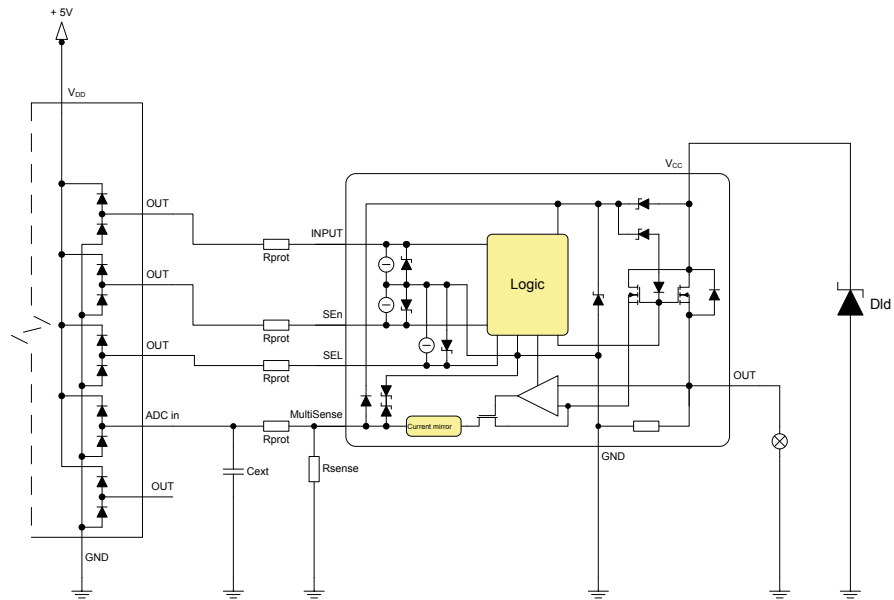 + 5V
VDD
VCC
OUT
INPUT
Rprot
Logic
OUT
SEn
Rprot
Dld
OUT
SEL
Rprot
OUT
ADC in
MultiSense
Rprot
Current mirror
GND
Cext
Rsense
OUT
GND